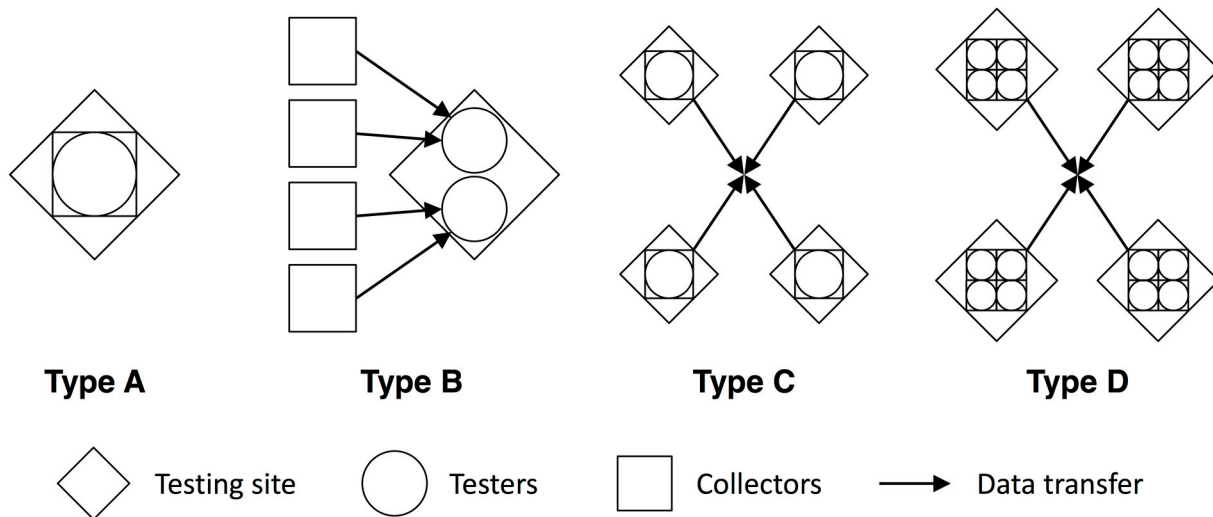 Type A
Type B
Type C
Type D
Testing site
Testers
Collectors
Data transfer